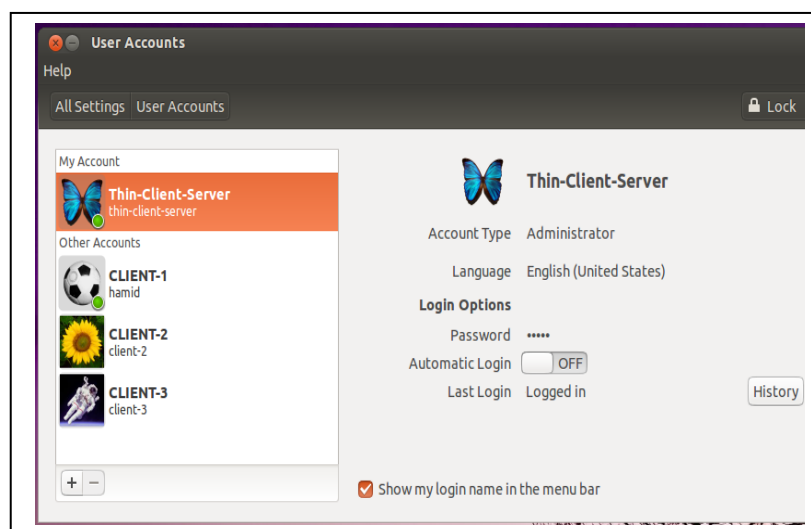 User Accounts
Help
All Settings User Accounts Lock
My Account
Thin-Client-Server
thin-client-server
Other Accounts
CLIENT-1
hamid
CLIENT-2
client-2
CLIENT-3
client-3
+ −
Thin-Client-Server
Account Type Administrator
Language English (United States)
Login Options
Password •••••
Automatic Login OFF
Last Login Logged in History
Show my login name in the menu bar